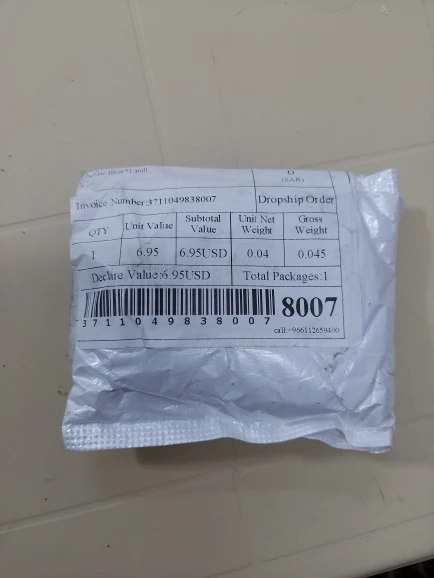 0
(SAR)
Invoice Number:3711049838007 Dropship Order
QTY Unit Value Subtotal Value Unit Net Weight Gross Weight
1 6.95 6.95USD 0.04 0.045
Declare Value:6.95USD Total Packages:1
3711049838007 8007
call:+966112659400